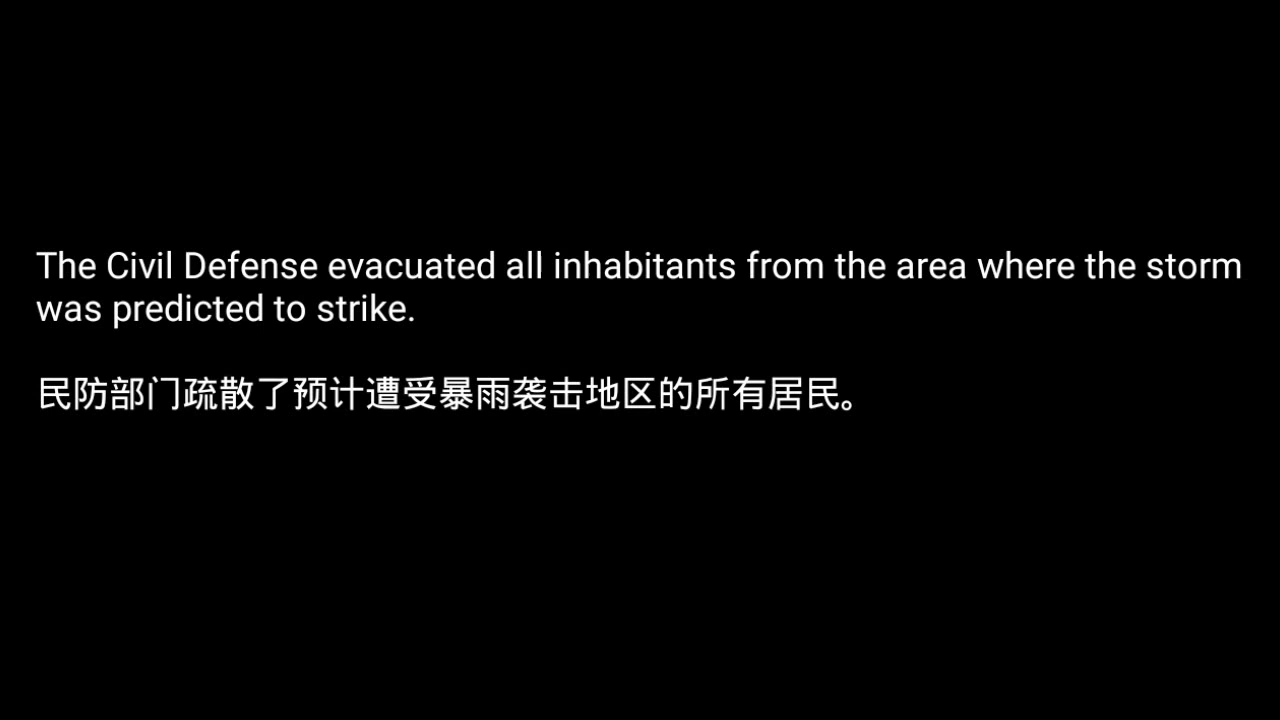 The Civil Defense evacuated all inhabitants from the area where the storm
was predicted to strike.
民防部门疏散了预计遭受暴雨袭击地区的所有居民。